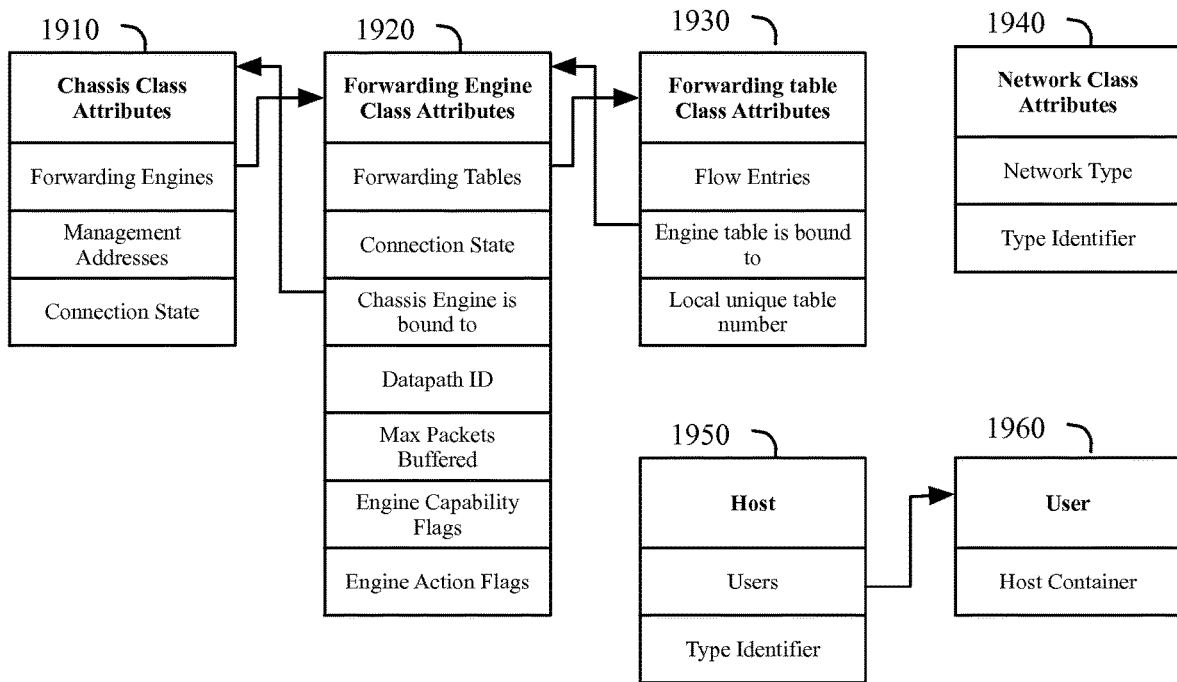 1910
Chassis Class
Attributes
Forwarding Engines
Management
Addresses
Connection State
1920
Forwarding Engine
Class Attributes
Forwarding Tables
Connection State
Chassis Engine is
bound to
Datapath ID
Max Packets
Buffered
Engine Capability
Flags
Engine Action Flags
1930
Forwarding table
Class Attributes
Flow Entries
Engine table is bound
to
Local unique table
number
1940
Network Class
Attributes
Network Type
Type Identifier
1950
Host
Users
Type Identifier
1960
User
Host Container